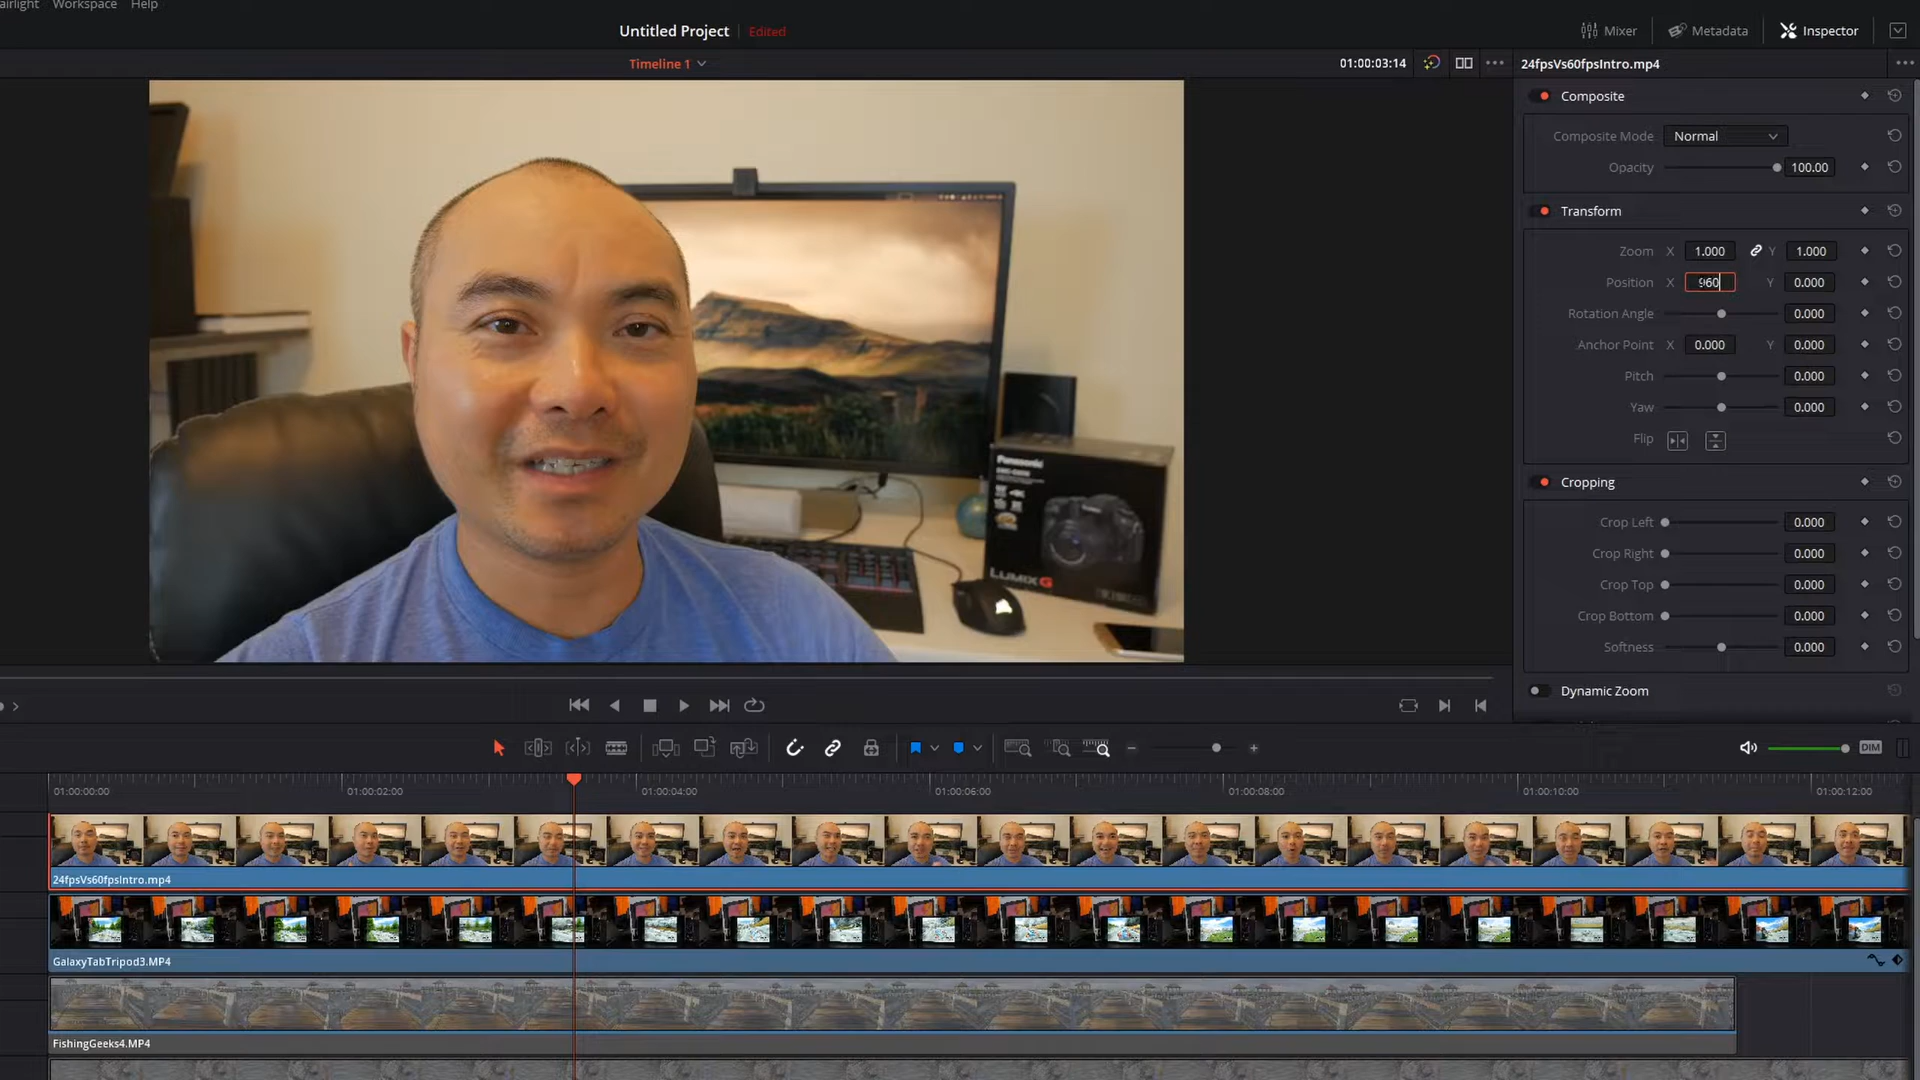 airlight Workspace Help
Untitled Project Edited
Mixer Metadata Inspector
Timeline 1
01:00:03:14
24fpsVs60fpsIntro.mp4
Composite
Composite Mode Normal
Opacity 100.00
Transform
Zoom X 1.000 Y 1.000
Position X 960 Y 0.000
Rotation Angle 0.000
Anchor Point X 0.000 Y 0.000
Pitch 0.000
Yaw 0.000
Flip
Cropping
Crop Left 0.000
Crop Right 0.000
Crop Top 0.000
Crop Bottom 0.000
Softness 0.000
Dynamic Zoom
Panasonic
4K
LUMIX G
DIM
01:00:00:00 01:00:02:00 01:00:04:00 01:00:06:00 01:00:08:00 01:00:10:00 01:00:12:00
24fpsVs60fpsIntro.mp4
GalaxyTabTripod3.MP4
FishingGeeks4.MP4